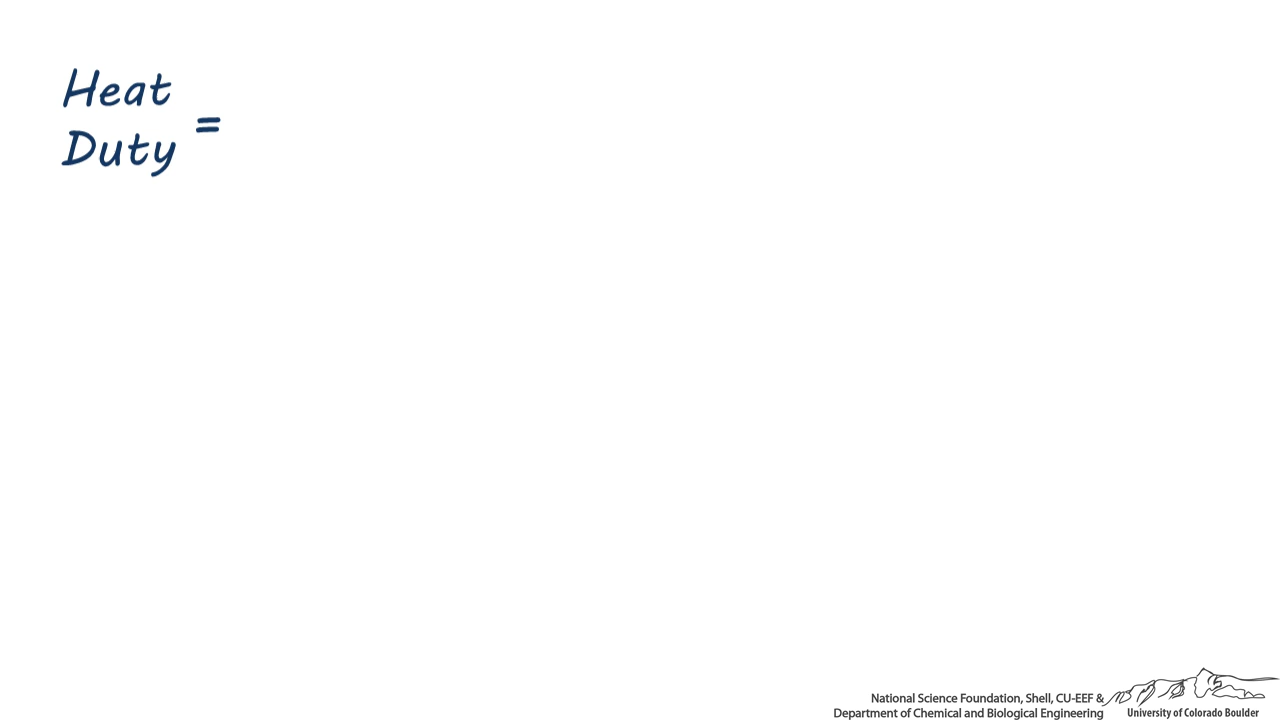 Heat
Duty =
National Science Foundation, Shell, CU-EEF &
Department of Chemical and Biological Engineering
University of Colorado Boulder